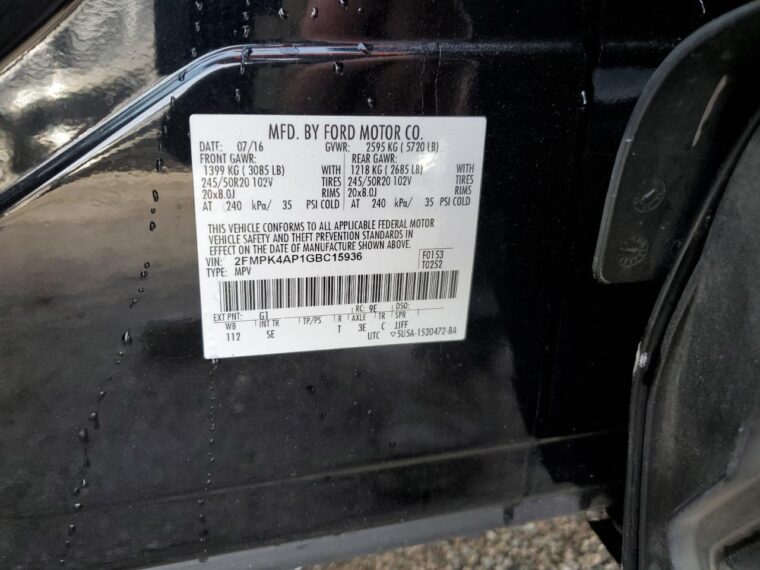 MFD. BY FORD MOTOR CO.
DATE: 07/16 GVWR: 2595 KG ( 5720 LB)
FRONT GAWR: REAR GAWR:
1399 KG ( 3085 LB) WITH 1218 KG ( 2685 LB) WITH
245/50R20 102V TIRES 245/50R20 102V TIRES
20x8.0J RIMS 20x8.0J RIMS
AT 240 kPa/ 35 PSI COLD AT 240 kPa/ 35 PSI COLD
THIS VEHICLE CONFORMS TO ALL APPLICABLE FEDERAL MOTOR
VEHICLE SAFETY AND THEFT PREVENTION STANDARDS IN
EFFECT ON THE DATE OF MANUFACTURE SHOWN ABOVE.
VIN: 2FMPK4AP1GBC15936 F0153
TYPE: MPV T0252
EXT PNT: G1 RC: 9E DSO:
WB INT TR TP/PS R AXLE TR SPR
112 SE T 3E C JJFF
UTC ▽SU5A-1520472-BA